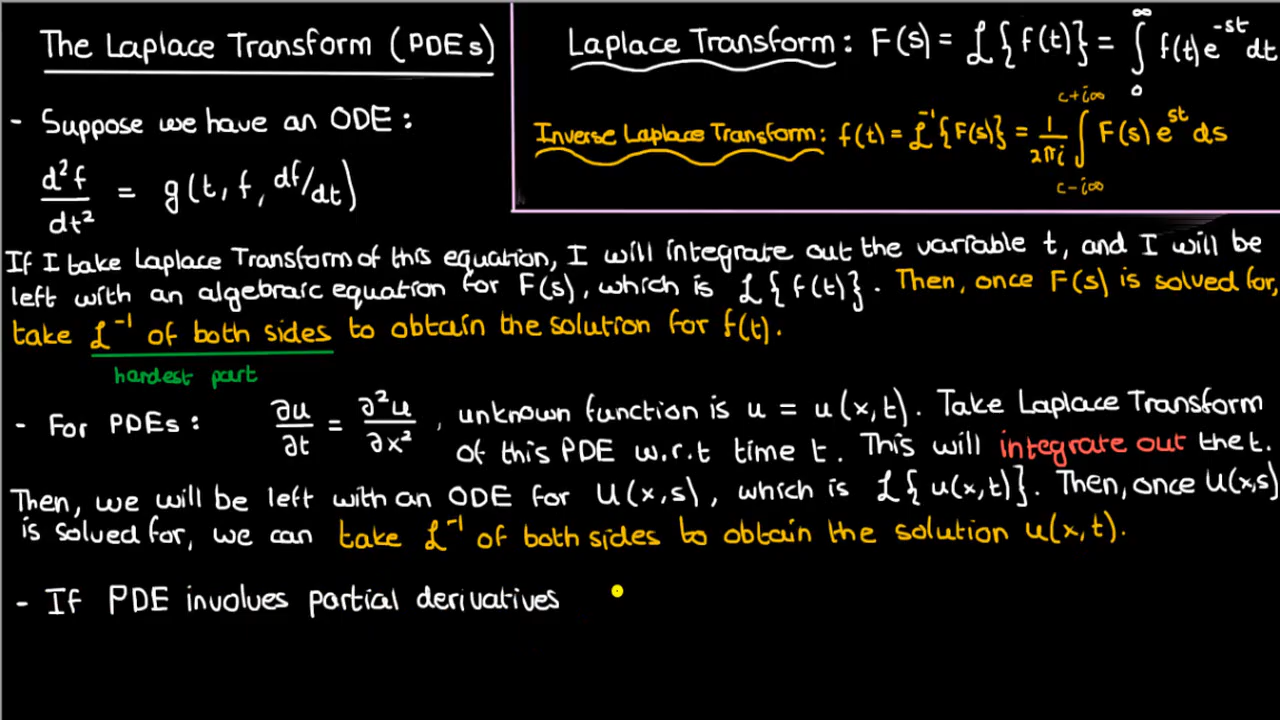 The Laplace Transform (PDEs)
Laplace Transform: F(s) = ℒ{f(t)} = ∫₀^∞ f(t)e^{-st}dt
Inverse Laplace Transform: f(t) = ℒ⁻¹{F(s)} = 1/(2πi) ∫_{c-i∞}^{c+i∞} F(s)e^{st} ds
- Suppose we have an ODE:
d²f/dt² = g(t, f, df/dt)
If I take Laplace Transform of this equation, I will integrate out the variable t, and I will be
left with an algebraic equation for F(s), which is ℒ{f(t)}. Then, once F(s) is solved for,
take ℒ⁻¹ of both sides to obtain the solution for f(t).
hardest part
- For PDEs: ∂u/∂t = ∂²u/∂x², unknown function is u = u(x,t). Take Laplace Transform
of this PDE w.r.t time t. This will integrate out the t.
Then, we will be left with an ODE for U(x,s), which is ℒ{u(x,t)}. Then, once U(x,s)
is solved for, we can take ℒ⁻¹ of both sides to obtain the solution u(x,t).
- If PDE involves partial derivatives